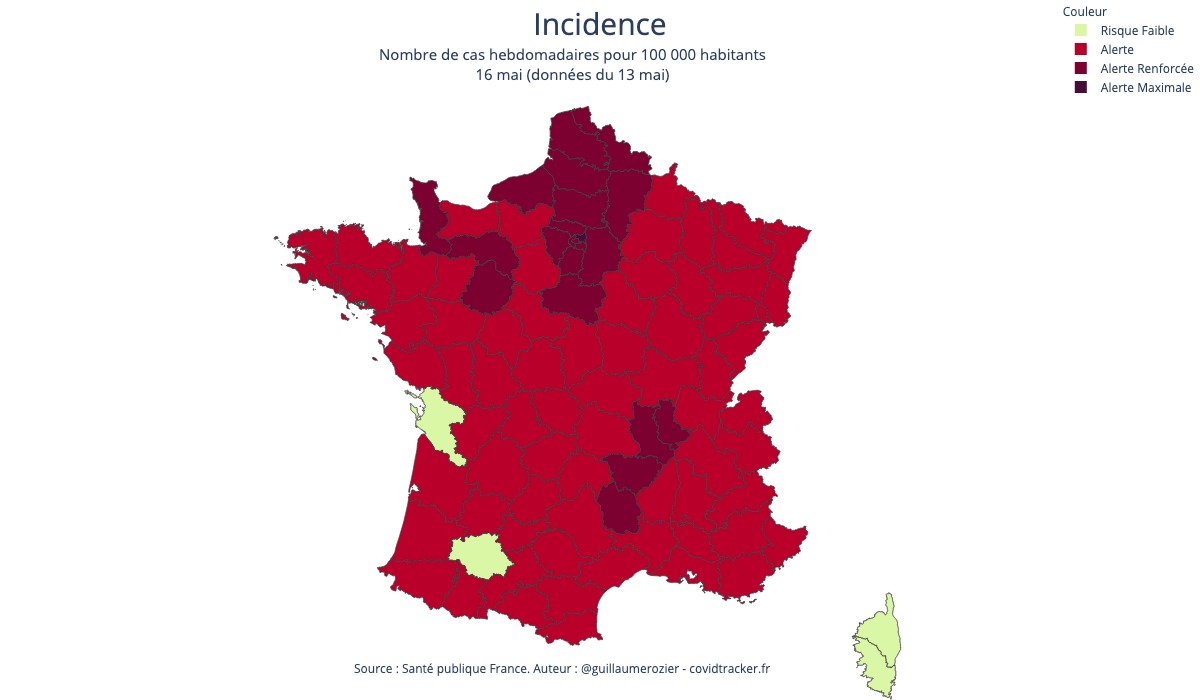 Incidence
Nombre de cas hebdomadaires pour 100 000 habitants
16 mai (données du 13 mai)
Couleur
Risque Faible
Alerte
Alerte Renforcée
Alerte Maximale
Source : Santé publique France. Auteur : @guillaumerozier - covidtracker.fr